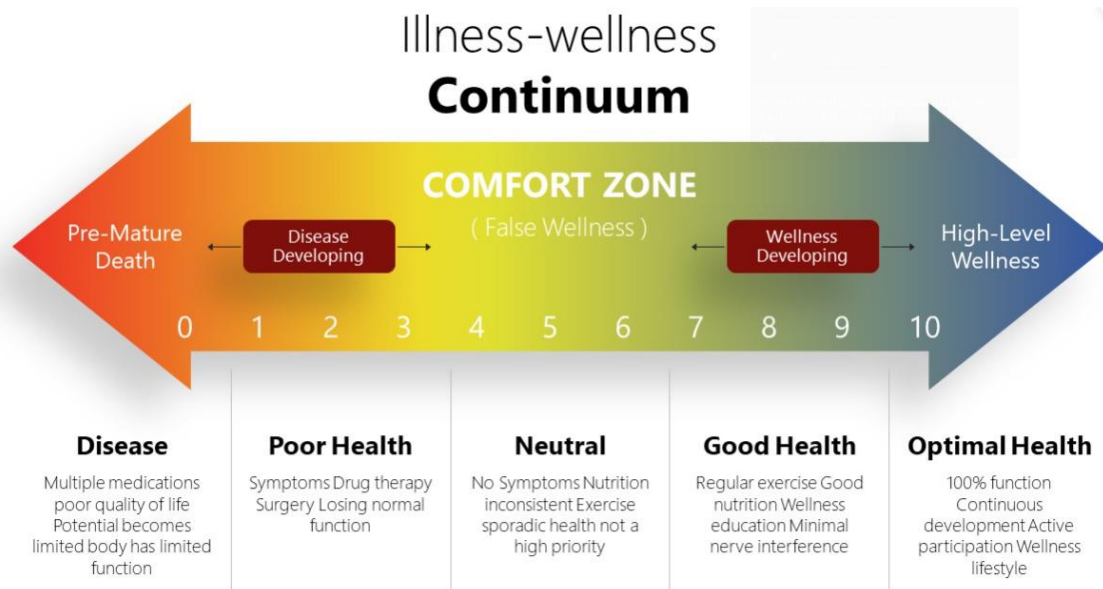 Illness-wellness
Continuum
COMFORT ZONE
( False Wellness )
Pre-Mature
Death
Disease
Developing
Wellness
Developing
High-Level
Wellness
0 1 2 3 4 5 6 7 8 9 10
Disease
Multiple medications
poor quality of life
Potential becomes
limited body has limited
function
Poor Health
Symptoms Drug therapy
Surgery Losing normal
function
Neutral
No Symptoms Nutrition
inconsistent Exercise
sporadic health not a
high priority
Good Health
Regular exercise Good
nutrition Wellness
education Minimal
nerve interference
Optimal Health
100% function
Continuous
development Active
participation Wellness
lifestyle